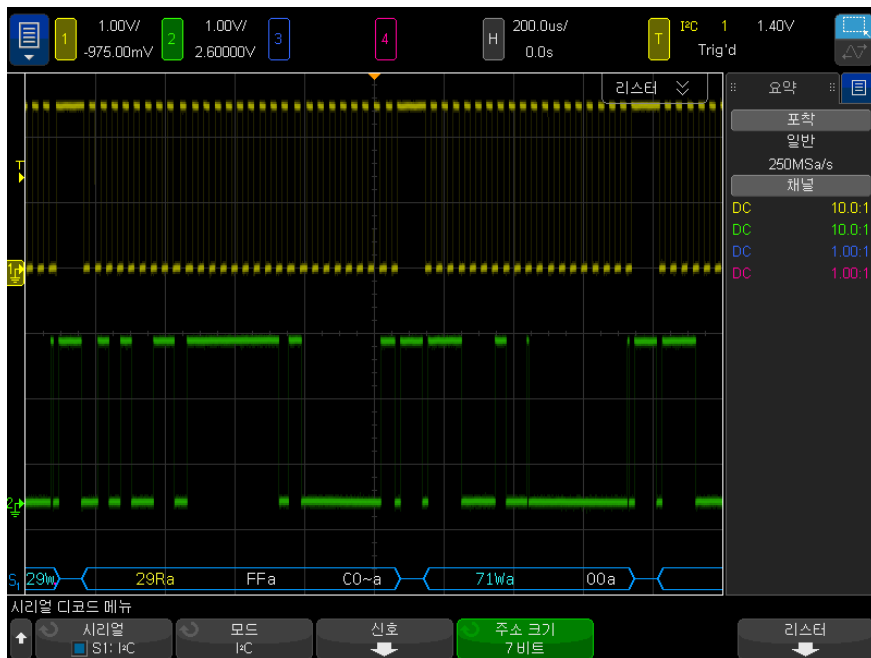 1 1.00V/ 2 1.00V/ 3 4 H 200.0us/ T I²C 1 1.40V
-975.00mV 2.60000V 0.0s Trig'd
리스터
요약
포착
일반
250MSa/s
채널
DC 10.0:1
DC 10.0:1
DC 1.00:1
DC 1.00:1
T
1
2
S1 29W 29Ra FFa C0~a 71Wa 00a
시리얼 디코드 메뉴
시리얼 모드 신호 주소 크기 리스터
S1: I²C I²C 7 비트